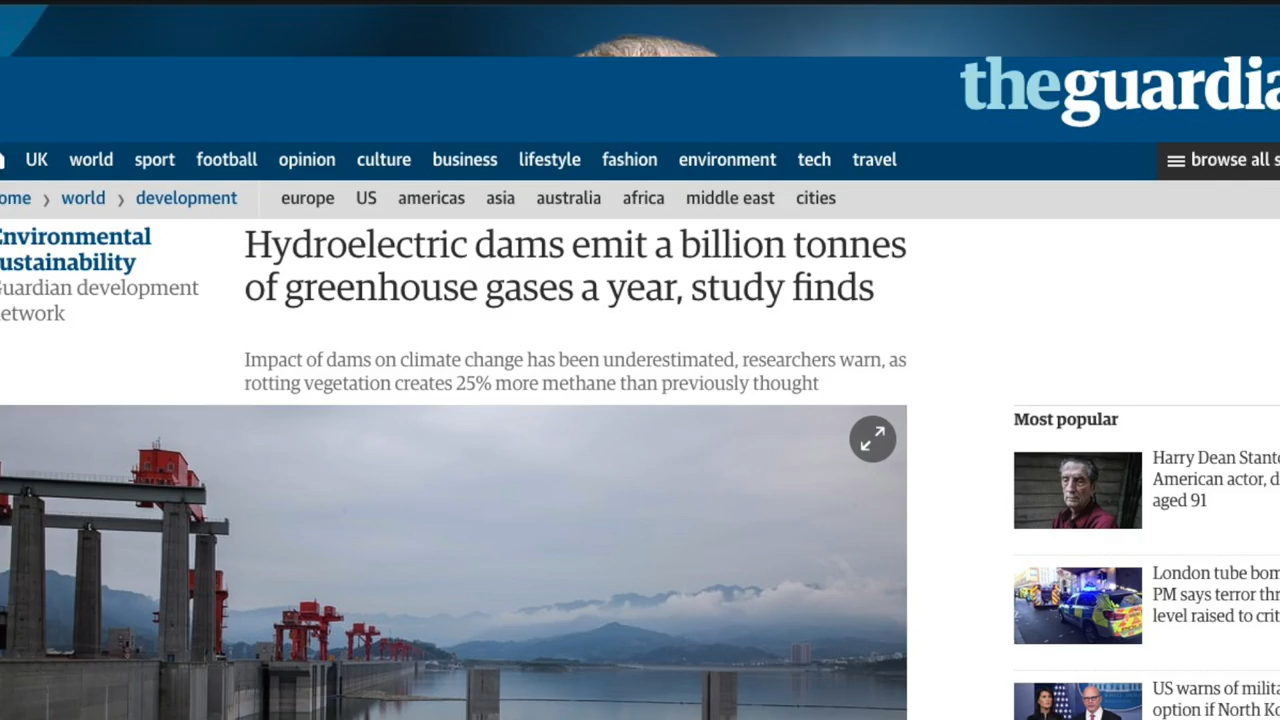 theguardia
UK world sport football opinion culture business lifestyle fashion environment tech travel
browse all s
ome world development europe US americas asia australia africa middle east cities
Environmental
ustainability
Guardian development
etwork
Hydroelectric dams emit a billion tonnes
of greenhouse gases a year, study finds
Impact of dams on climate change has been underestimated, researchers warn, as
rotting vegetation creates 25% more methane than previously thought
Most popular
Harry Dean Stanto
American actor, d
aged 91
London tube bom
PM says terror thr
level raised to crit
US warns of milita
option if North Ko